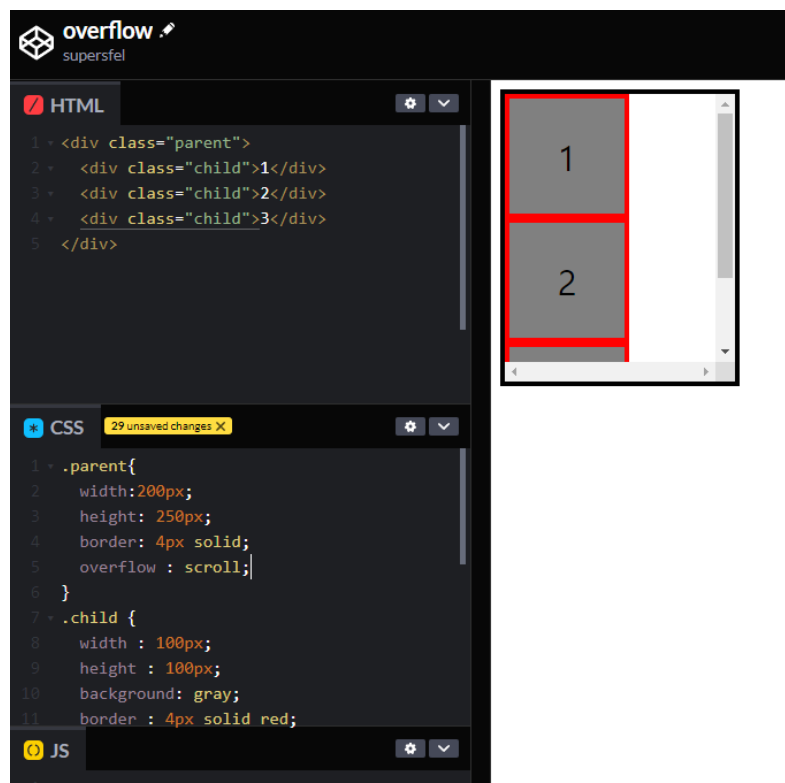 overflow
supersfel
HTML
1 <div class="parent">
2 <div class="child">1</div>
3 <div class="child">2</div>
4 <div class="child">3</div>
5 </div>
CSS 29 unsaved changes X
1 .parent{
2 width:200px;
3 height: 250px;
4 border: 4px solid;
5 overflow : scroll;
6 }
7 .child {
8 width : 100px;
9 height : 100px;
10 background: gray;
11 border : 4px solid red;
JS
1
2